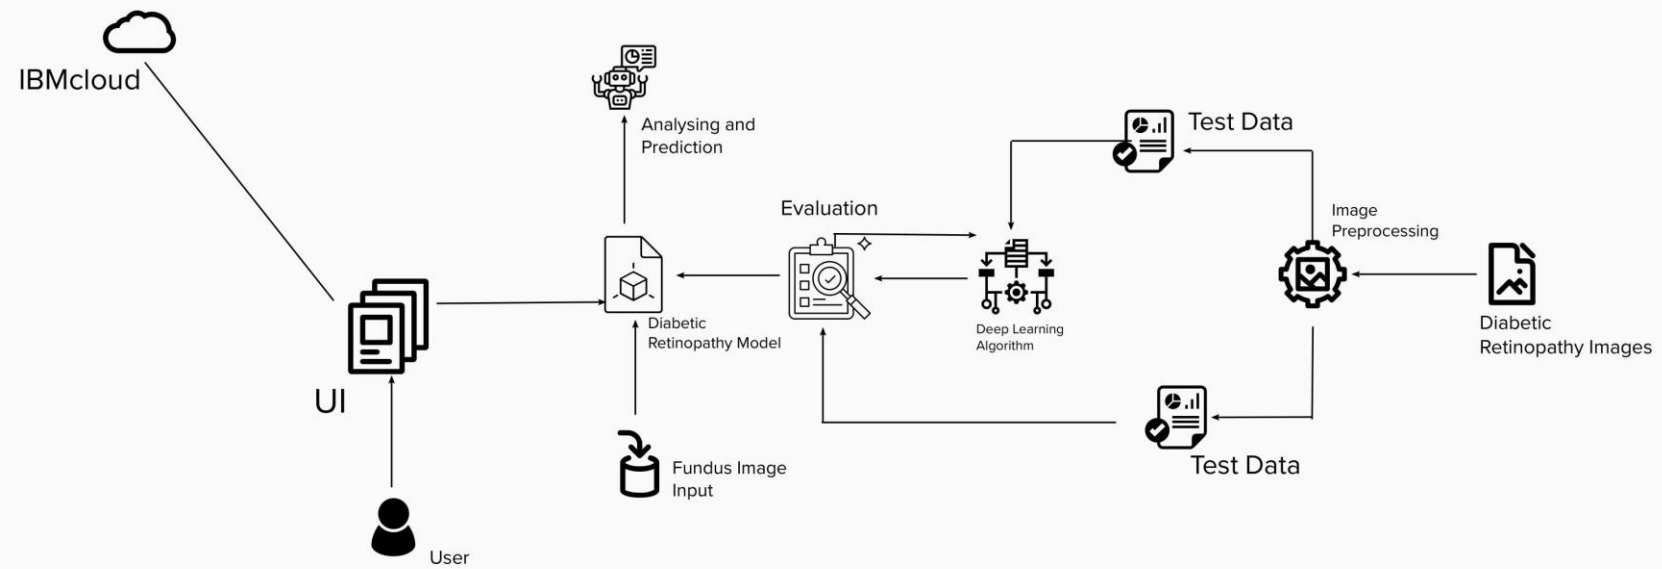 IBMcloud
Analysing and
Prediction
Test Data
Evaluation
Image
Preprocessing
Diabetic
Retinopathy Model
Deep Learning
Algorithm
Diabetic
Retinopathy Images
UI
Fundus Image
Input
Test Data
User